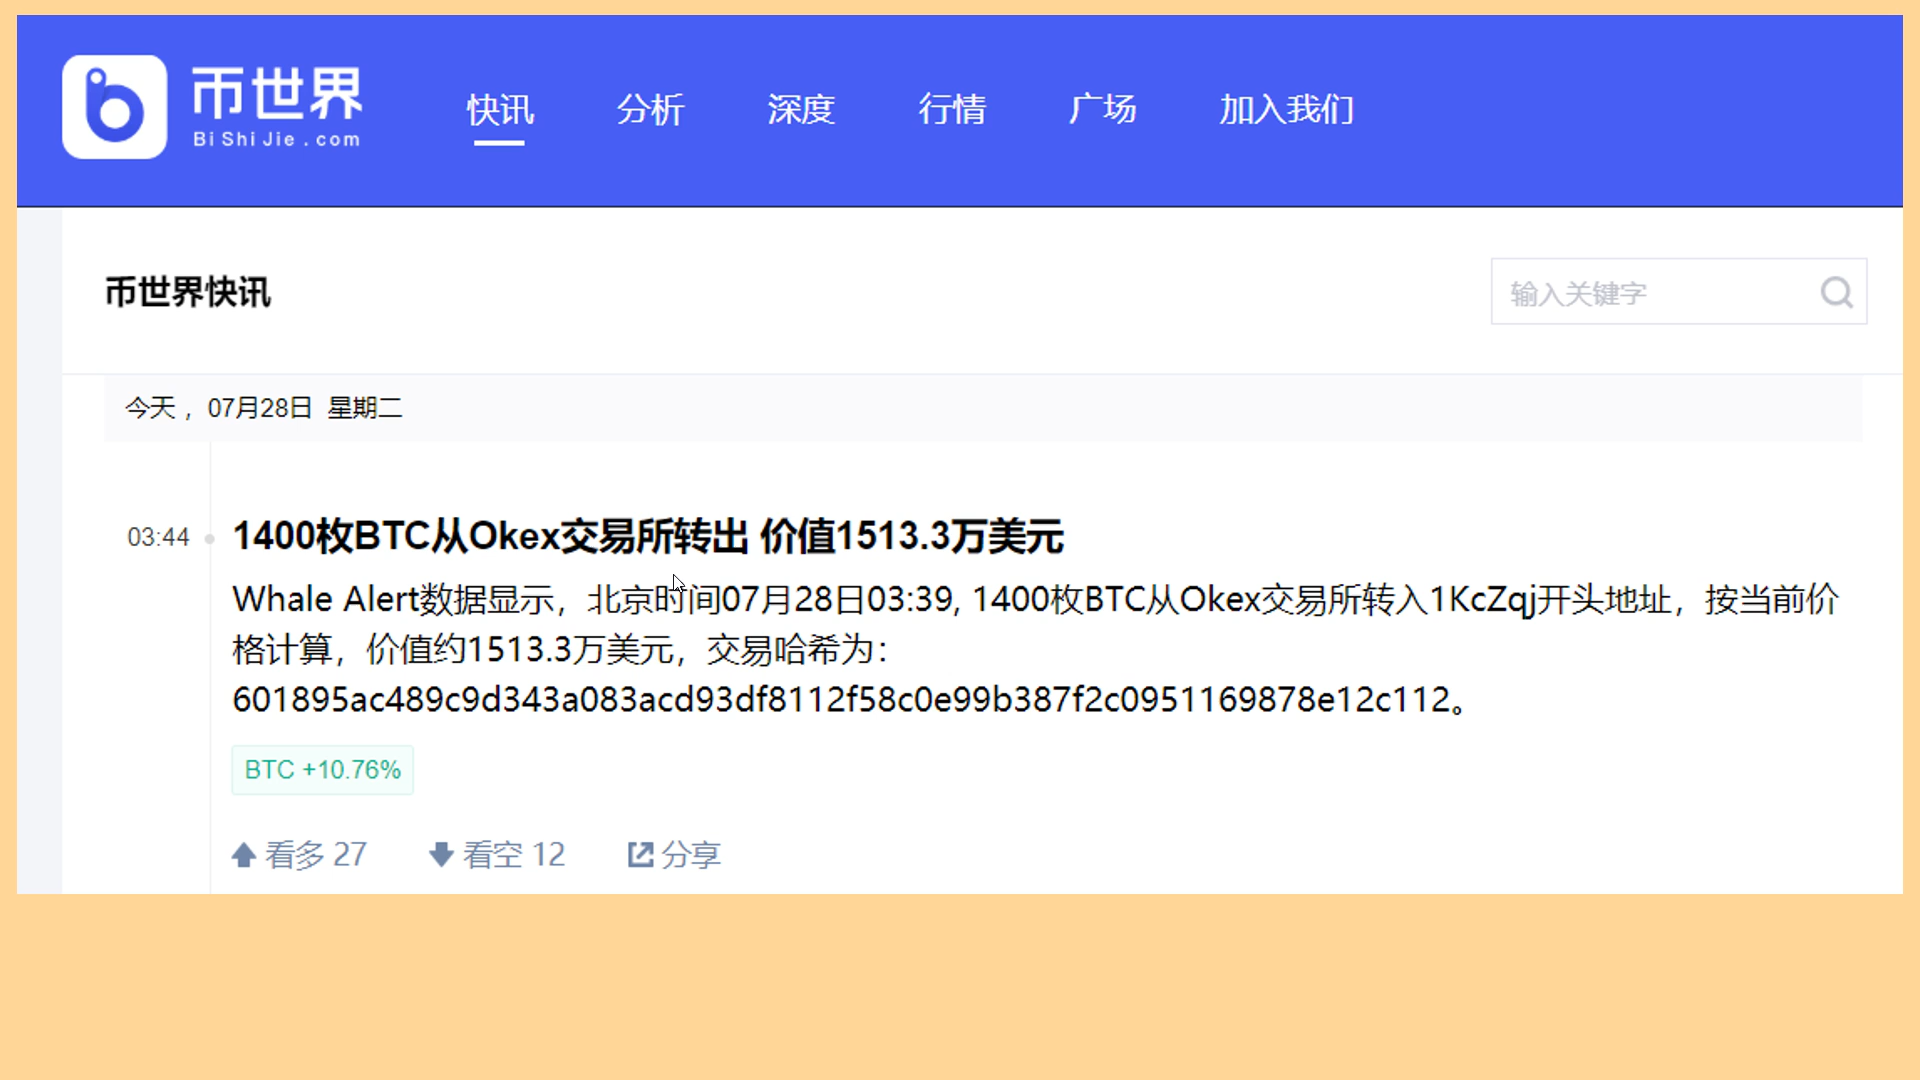 币世界
BiShiJie.com
快讯 分析 深度 行情 广场 加入我们
币世界快讯
输入关键字
今天，07月28日 星期二
03:44
1400枚BTC从Okex交易所转出 价值1513.3万美元
Whale Alert数据显示，北京时间07月28日03:39, 1400枚BTC从Okex交易所转入1KcZqj开头地址，按当前价
格计算，价值约1513.3万美元，交易哈希为：
601895ac489c9d343a083acd93df8112f58c0e99b387f2c0951169878e12c112。
BTC +10.76%
看多 27 看空 12 分享